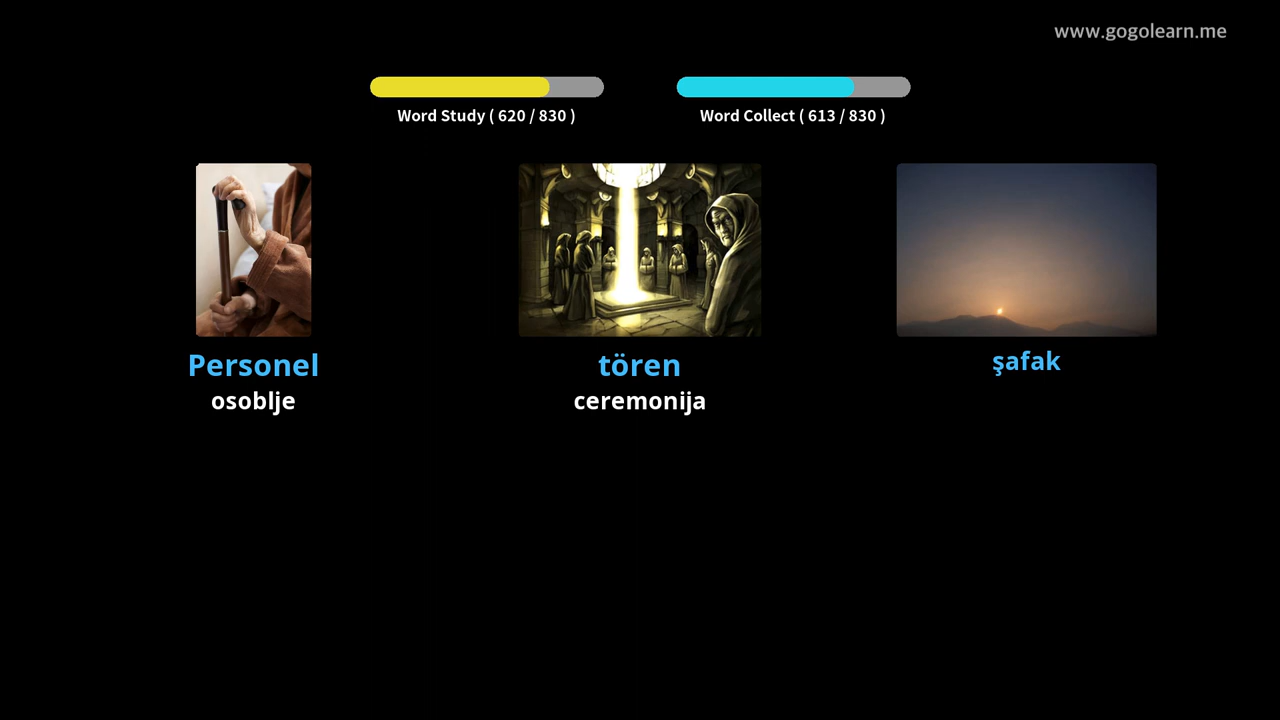 www.gogolearn.me
Word Study ( 620 / 830 )
Word Collect ( 613 / 830 )
Personel
osoblje
tören
ceremonija
şafak